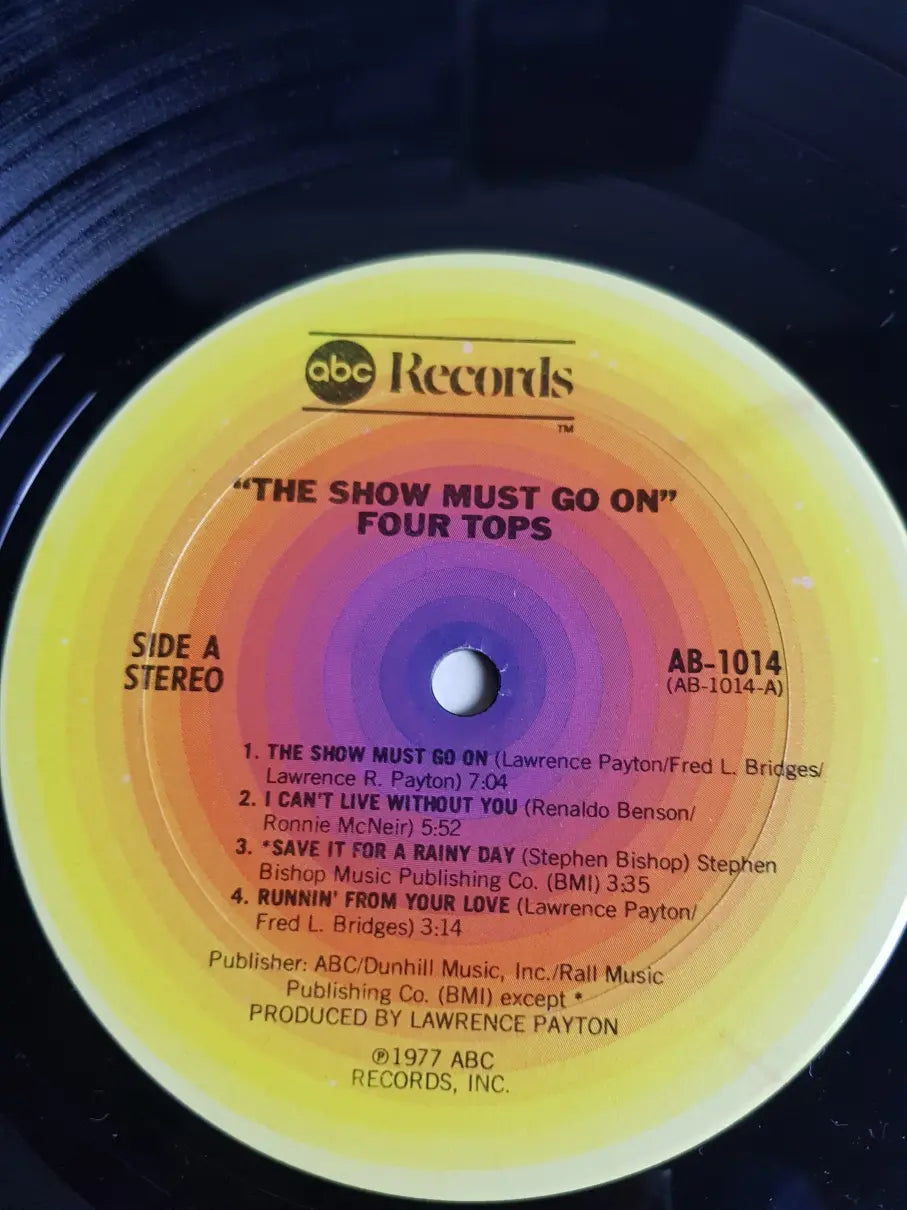 abc Records
TM
"THE SHOW MUST GO ON"
FOUR TOPS
SIDE A
STEREO
AB-1014
(AB-1014-A)
1. THE SHOW MUST GO ON (Lawrence Payton/Fred L. Bridges/
Lawrence R. Payton) 7:04
2. I CAN'T LIVE WITHOUT YOU (Renaldo Benson/
Ronnie McNeir) 5:52
3. *SAVE IT FOR A RAINY DAY (Stephen Bishop) Stephen
Bishop Music Publishing Co. (BMI) 3:35
4. RUNNIN' FROM YOUR LOVE (Lawrence Payton/
Fred L. Bridges) 3:14
Publisher: ABC/Dunhill Music, Inc./Rall Music
Publishing Co. (BMI) except *
PRODUCED BY LAWRENCE PAYTON
℗1977 ABC
RECORDS, INC.